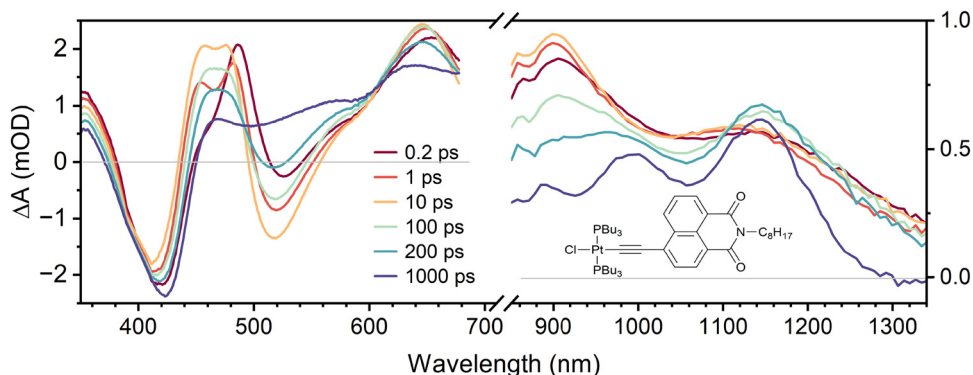 2
1
0
−1
−2
ΔA (mOD)
0.2 ps
1 ps
10 ps
100 ps
200 ps
1000 ps
400
500
600
700
900
1000
1100
1200
1300
1.0
0.5
0.0
PBu₃
Cl
Pt
PBu₃
O
N
C₈H₁₇
O
Wavelength (nm)